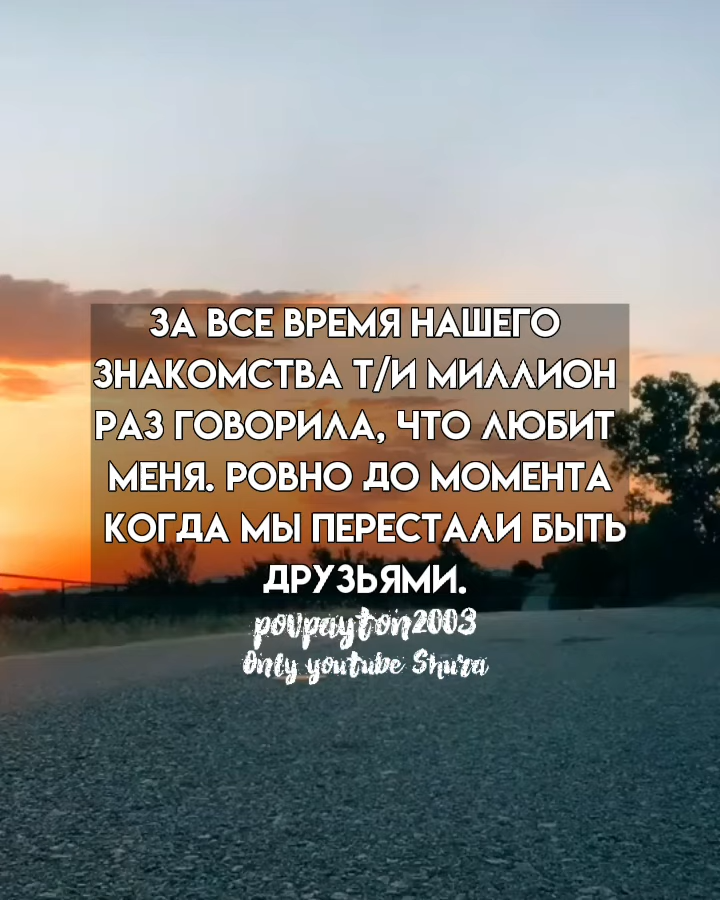 ЗА ВСЕ ВРЕМЯ НАШЕГО
ЗНАКОМСТВА Т/И МИЛЛИОН
РАЗ ГОВОРИЛА, ЧТО ЛЮБИТ
МЕНЯ. РОВНО ДО МОМЕНТА
КОГДА МЫ ПЕРЕСТАЛИ БЫТЬ
ДРУЗЬЯМИ.
povpayton2003
Only youtube Shura